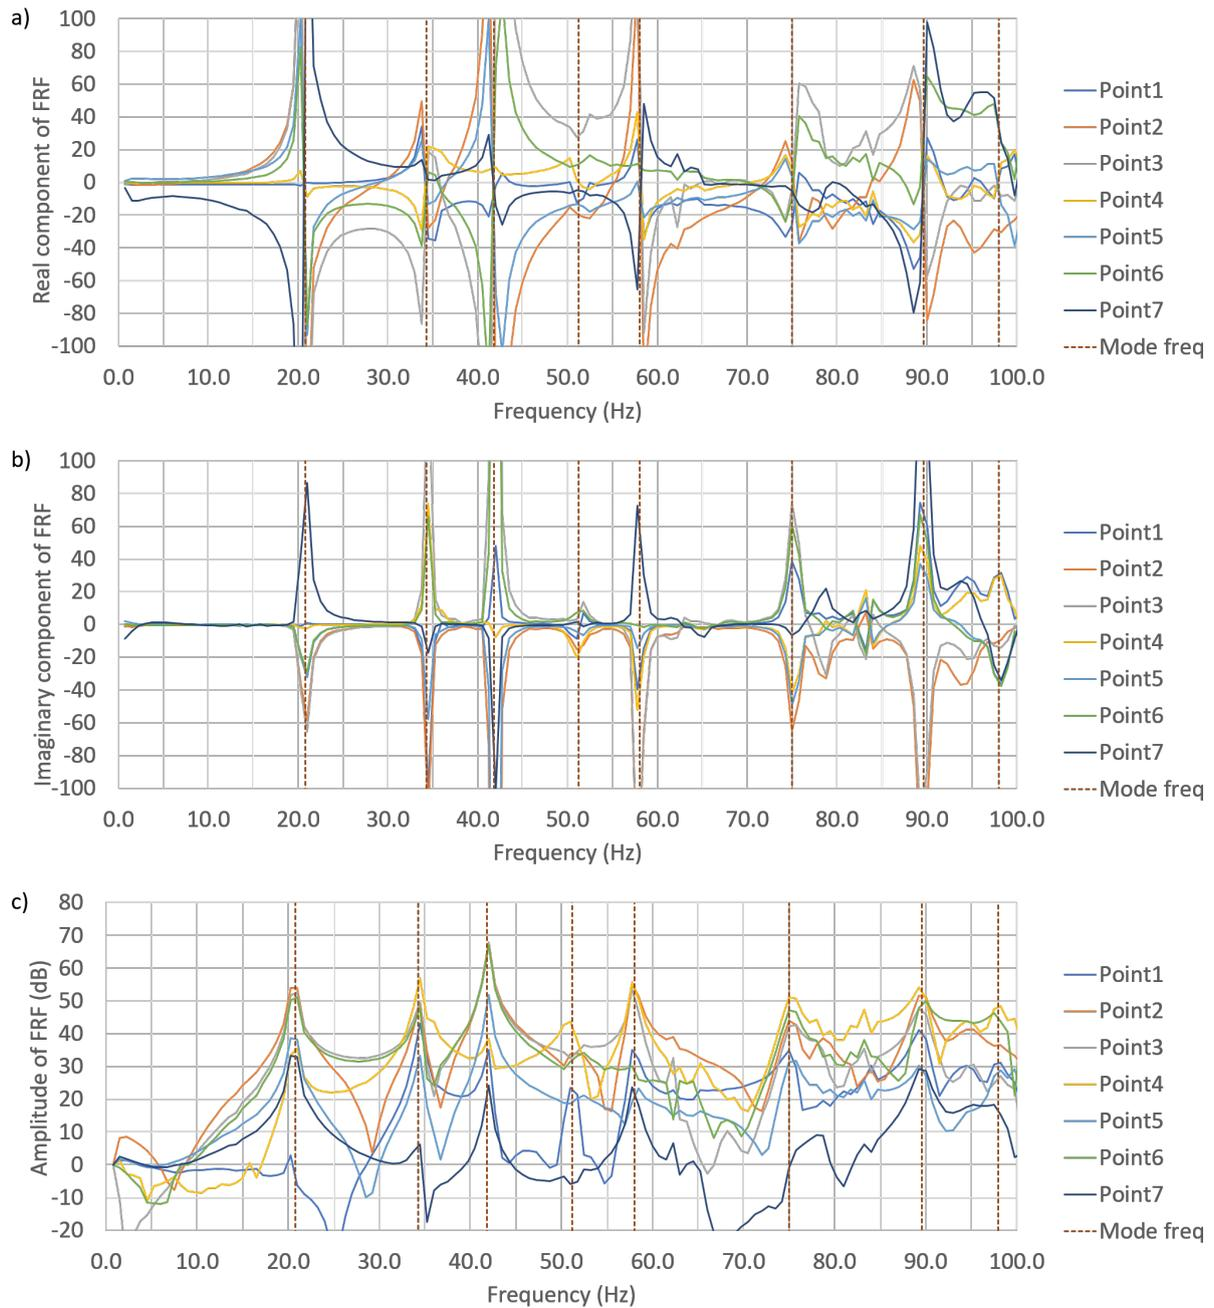 a)
Real component of FRF
100
80
60
40
20
0
-20
-40
-60
-80
-100
0.0 10.0 20.0 30.0 40.0 50.0 60.0 70.0 80.0 90.0 100.0
Frequency (Hz)
Point1
Point2
Point3
Point4
Point5
Point6
Point7
Mode freq
b)
Imaginary component of FRF
100
80
60
40
20
0
-20
-40
-60
-80
-100
0.0 10.0 20.0 30.0 40.0 50.0 60.0 70.0 80.0 90.0 100.0
Frequency (Hz)
Point1
Point2
Point3
Point4
Point5
Point6
Point7
Mode freq
c)
Amplitude of FRF (dB)
80
70
60
50
40
30
20
10
0
-10
-20
0.0 10.0 20.0 30.0 40.0 50.0 60.0 70.0 80.0 90.0 100.0
Frequency (Hz)
Point1
Point2
Point3
Point4
Point5
Point6
Point7
Mode freq